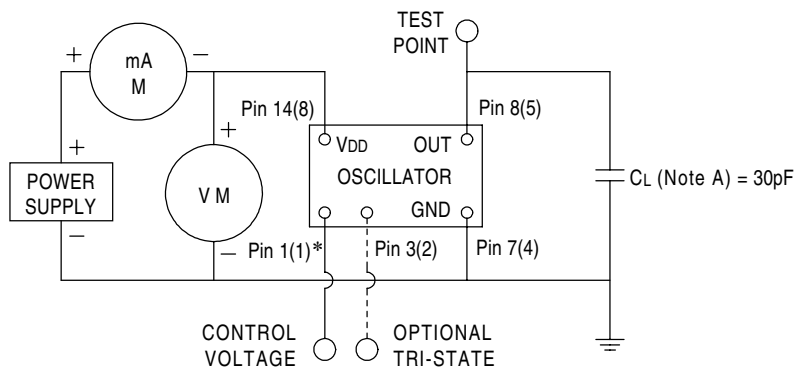 TEST
POINT
+
mA
M
−
Pin 14(8)
Pin 8(5)
+
VDD
OUT
+
POWER
SUPPLY
V M
OSCILLATOR
CL (Note A) = 30pF
GND
−
−
Pin 1(1)*
Pin 3(2)
Pin 7(4)
CONTROL
VOLTAGE
OPTIONAL
TRI-STATE